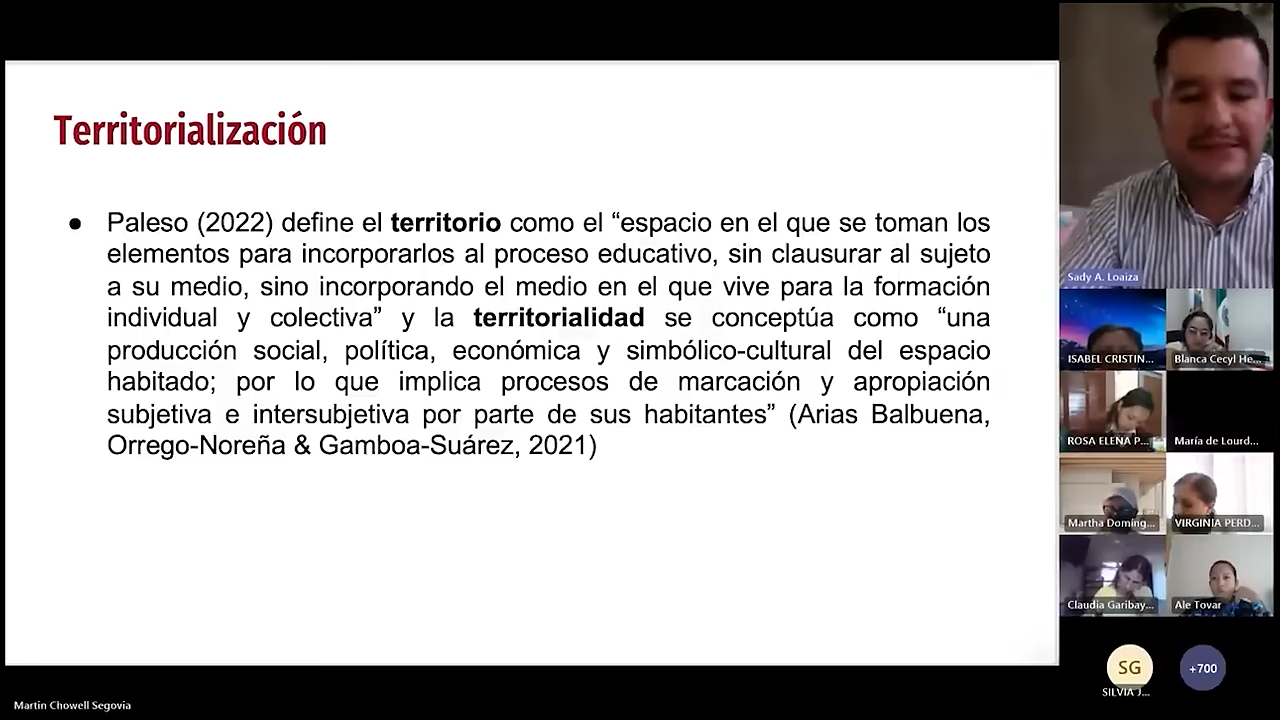 Territorialización
● Paleso (2022) define el territorio como el “espacio en el que se toman los
elementos para incorporarlos al proceso educativo, sin clausurar al sujeto
a su medio, sino incorporando el medio en el que vive para la formación
individual y colectiva” y la territorialidad se conceptúa como “una
producción social, política, económica y simbólico-cultural del espacio
habitado; por lo que implica procesos de marcación y apropiación
subjetiva e intersubjetiva por parte de sus habitantes” (Arias Balbuena,
Orrego-Noreña & Gamboa-Suárez, 2021)
Sady A. Loaiza
ISABEL CRISTIN...
Blanca Cecyl He...
ROSA ELENA P...
María de Lourd...
Martha Domíng...
VIRGINIA PERD...
Claudia Garibay...
Ale Tovar
SG
+700
SILVIA J...
Martin Chowell Segovia